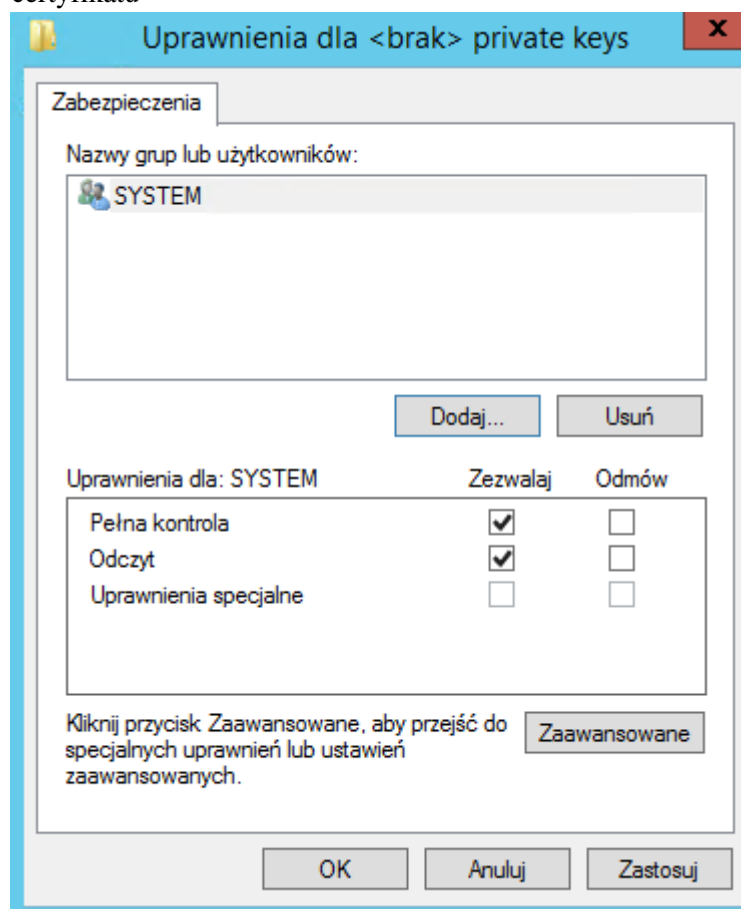 certyfikatu
Uprawnienia dla <brak> private keys
x
Zabezpieczenia
Nazwy grup lub użytkowników:
SYSTEM
Dodaj... Usuń
Uprawnienia dla: SYSTEM Zezwalaj Odmów
Pełna kontrola
Odczyt
Uprawnienia specjalne
Kliknij przycisk Zaawansowane, aby przejść do
specjalnych uprawnień lub ustawień
zaawansowanych.
Zaawansowane
OK Anuluj Zastosuj